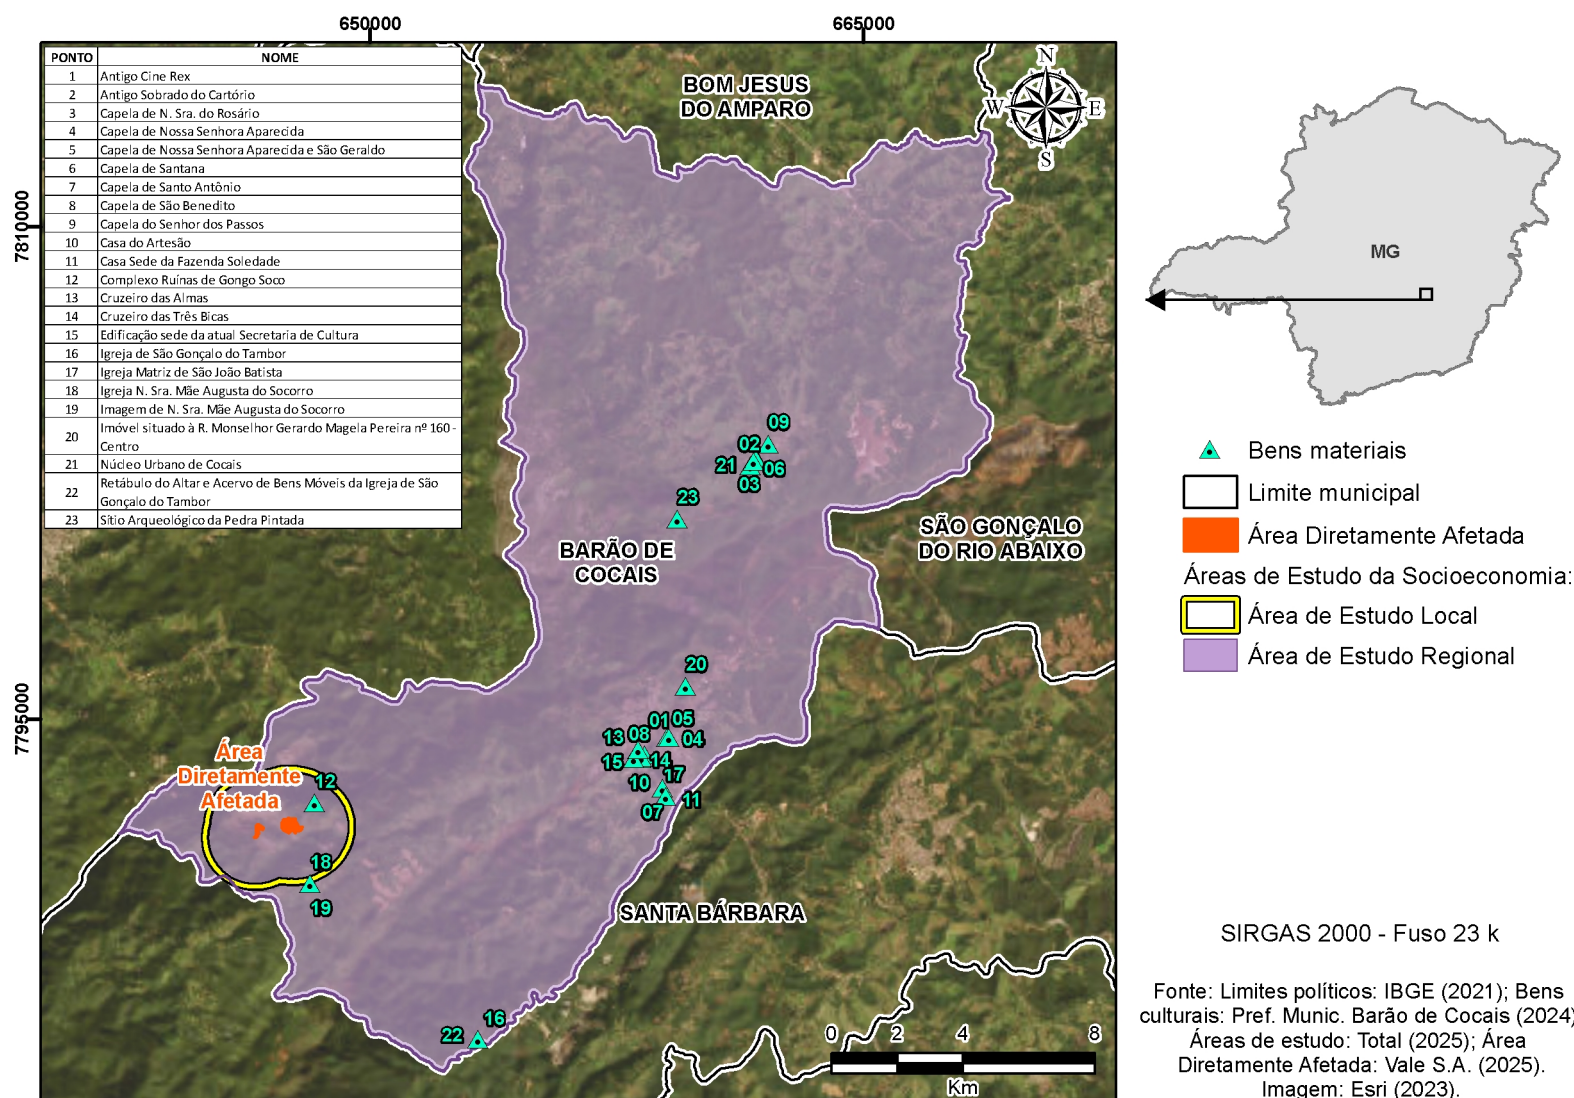 650000
665000
7810000
7795000
PONTO NOME
1 Antigo Cine Rex
2 Antigo Sobrado do Cartório
3 Capela de N. Sra. do Rosário
4 Capela de Nossa Senhora Aparecida
5 Capela de Nossa Senhora Aparecida e São Geraldo
6 Capela de Santana
7 Capela de Santo Antônio
8 Capela de São Benedito
9 Capela do Senhor dos Passos
10 Casa do Artesão
11 Casa Sede da Fazenda Soledade
12 Complexo Ruínas de Gongo Soco
13 Cruzeiro das Almas
14 Cruzeiro das Três Bicas
15 Edificação sede da atual Secretaria de Cultura
16 Igreja de São Gonçalo do Tambor
17 Igreja Matriz de São João Batista
18 Igreja N. Sra. Mãe Augusta do Socorro
19 Imagem de N. Sra. Mãe Augusta do Socorro
20 Imóvel situado à R. Monselhor Gerardo Magela Pereira nº 160 -
Centro
21 Núcleo Urbano de Cocais
22 Retábulo do Altar e Acervo de Bens Móveis da Igreja de São
Gonçalo do Tambor
23 Sítio Arqueológico da Pedra Pintada
BOM JESUS
DO AMPARO
N
W E
S
09
02
21 06
03
23
BARÃO DE
COCAIS
SÃO GONÇALO
DO RIO ABAIXO
20
01 05
13 08 04
15 14
10 17
07 11
Área
Diretamente
Afetada
12
18
19
SANTA BÁRBARA
16
22
0 2 4 8
Km
MG
Bens materiais
Limite municipal
Área Diretamente Afetada
Áreas de Estudo da Socioeconomia:
Área de Estudo Local
Área de Estudo Regional
SIRGAS 2000 - Fuso 23 k
Fonte: Limites políticos: IBGE (2021); Bens
culturais: Pref. Munic. Barão de Cocais (2024)
Áreas de estudo: Total (2025); Área
Diretamente Afetada: Vale S.A. (2025).
Imagem: Esri (2023).